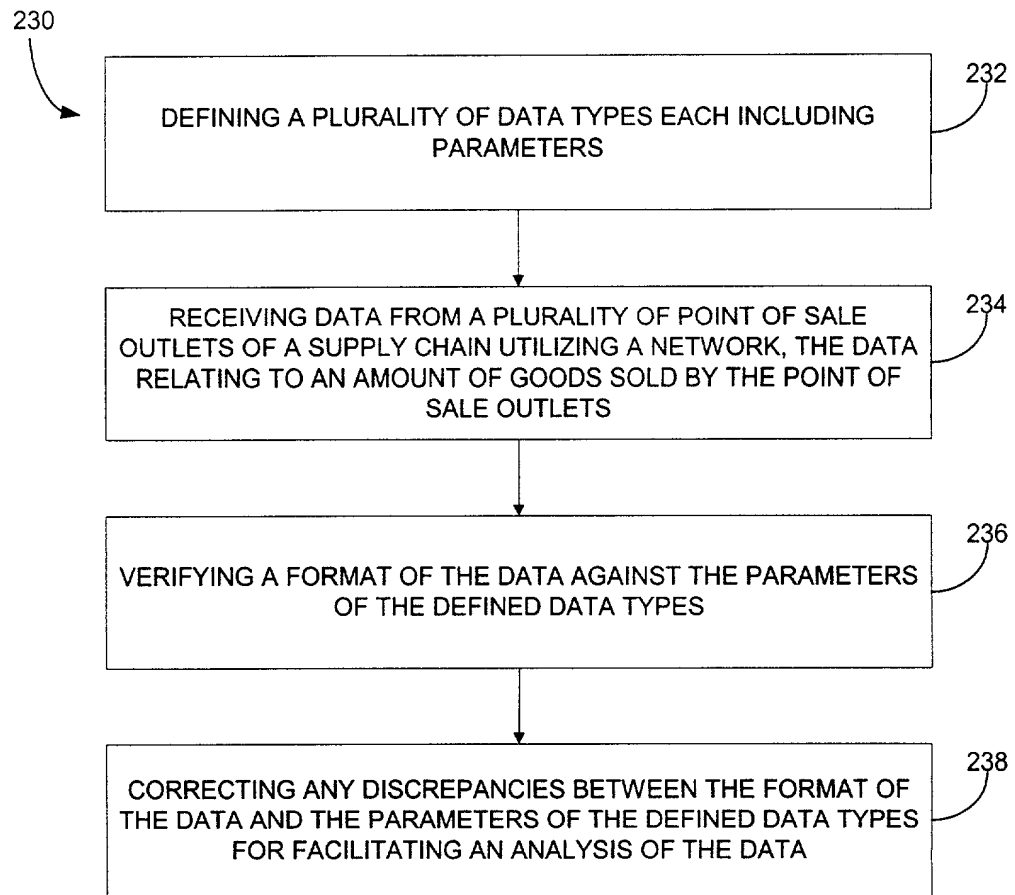 230
232
DEFINING A PLURALITY OF DATA TYPES EACH INCLUDING
PARAMETERS
234
RECEIVING DATA FROM A PLURALITY OF POINT OF SALE
OUTLETS OF A SUPPLY CHAIN UTILIZING A NETWORK, THE DATA
RELATING TO AN AMOUNT OF GOODS SOLD BY THE POINT OF
SALE OUTLETS
236
VERIFYING A FORMAT OF THE DATA AGAINST THE PARAMETERS
OF THE DEFINED DATA TYPES
238
CORRECTING ANY DISCREPANCIES BETWEEN THE FORMAT OF
THE DATA AND THE PARAMETERS OF THE DEFINED DATA TYPES
FOR FACILITATING AN ANALYSIS OF THE DATA